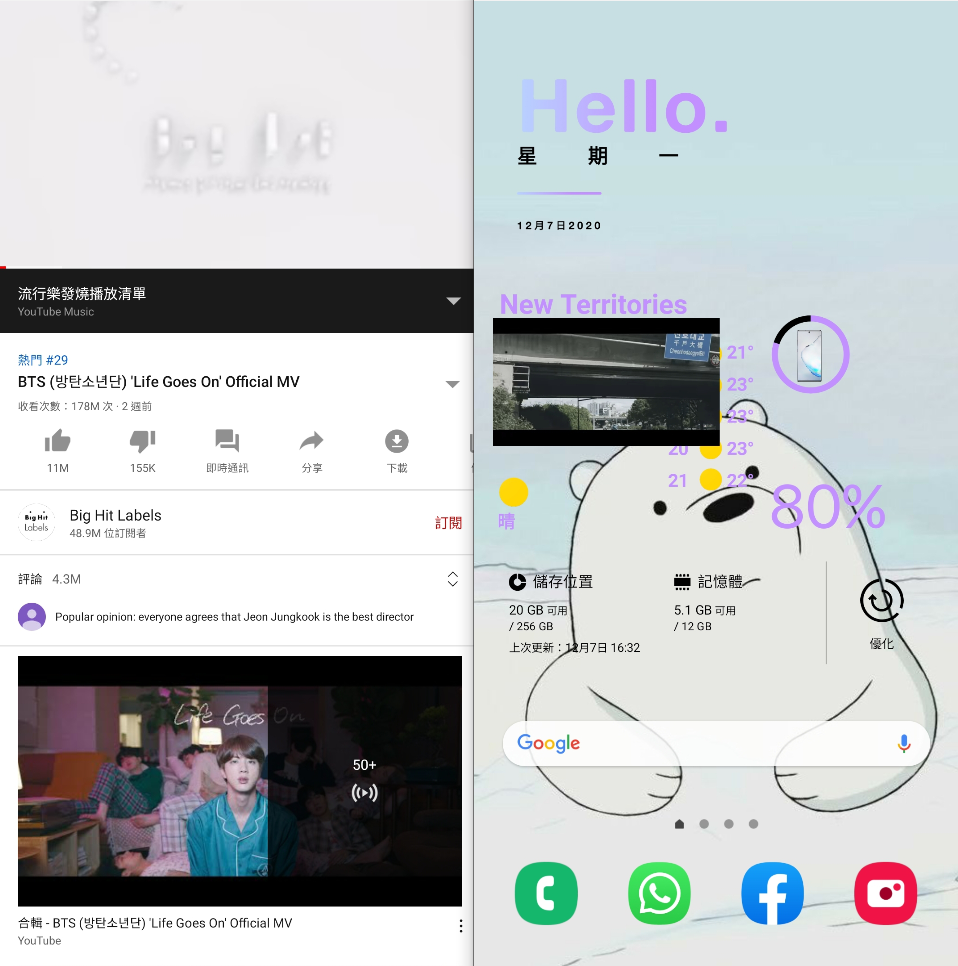 Big Hit
流行樂發燒播放清單
YouTube Music
熱門 #29
BTS (방탄소년단) 'Life Goes On' Official MV
收看次數：178M 次 · 2 週前
11M
155K
即時通訊
分享
下載
Big Hit
Labels
Big Hit Labels
48.9M 位訂閱者
訂閱
評論 4.3M
Popular opinion: everyone agrees that Jeon Jungkook is the best director
Life Goes On
50+
合輯 - BTS (방탄소년단) 'Life Goes On' Official MV
YouTube
Hello.
星 期 一
12月7日2020
New Territories
21°
23°
23°
20 23°
21 22°
晴
80%
儲存位置
20 GB 可用
/ 256 GB
記憶體
5.1 GB 可用
/ 12 GB
上次更新：12月7日 16:32
優化
Google